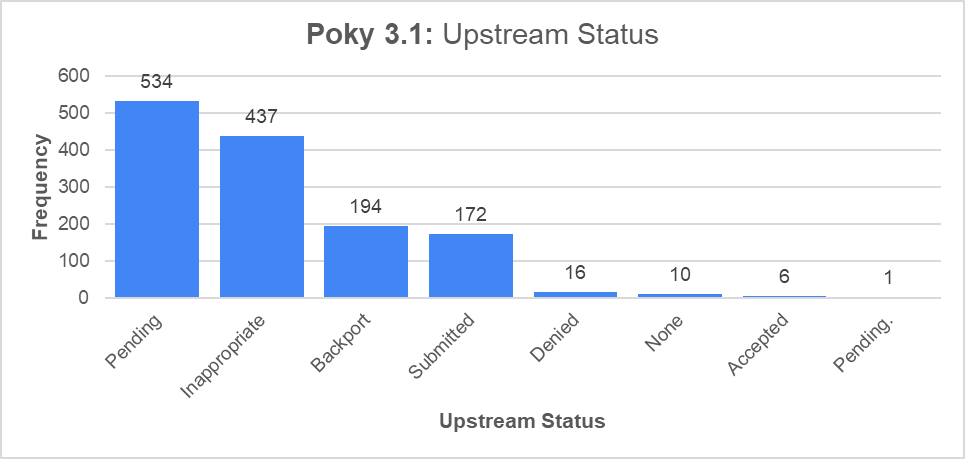 Poky 3.1: Upstream Status
Frequency
600
500
400
300
200
100
0
534
437
194
172
16
10
6
1
Pending
Inappropriate
Backport
Submitted
Denied
None
Accepted
Pending.
Upstream Status